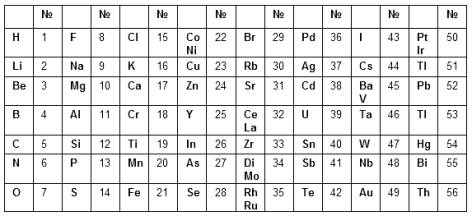 № № № № № № № №
H 1 F 8 Cl 15 Co Ni 22 Br 29 Pd 36 I 43 Pt Ir 50
Li 2 Na 9 K 16 Cu 23 Rb 30 Ag 37 Cs 44 Tl 51
Be 3 Mg 10 Ca 17 Zn 24 Sr 31 Cd 38 Ba V 45 Pb 52
B 4 Al 11 Cr 18 Y 25 Ce La 32 U 39 Ta 46 Tl 53
C 5 Si 12 Ti 19 In 26 Zr 33 Sn 40 W 47 Hg 54
N 6 P 13 Mn 20 As 27 Di Mo 34 Sb 41 Nb 48 Bi 55
O 7 S 14 Fe 21 Se 28 Rh Ru 35 Te 42 Au 49 Th 56